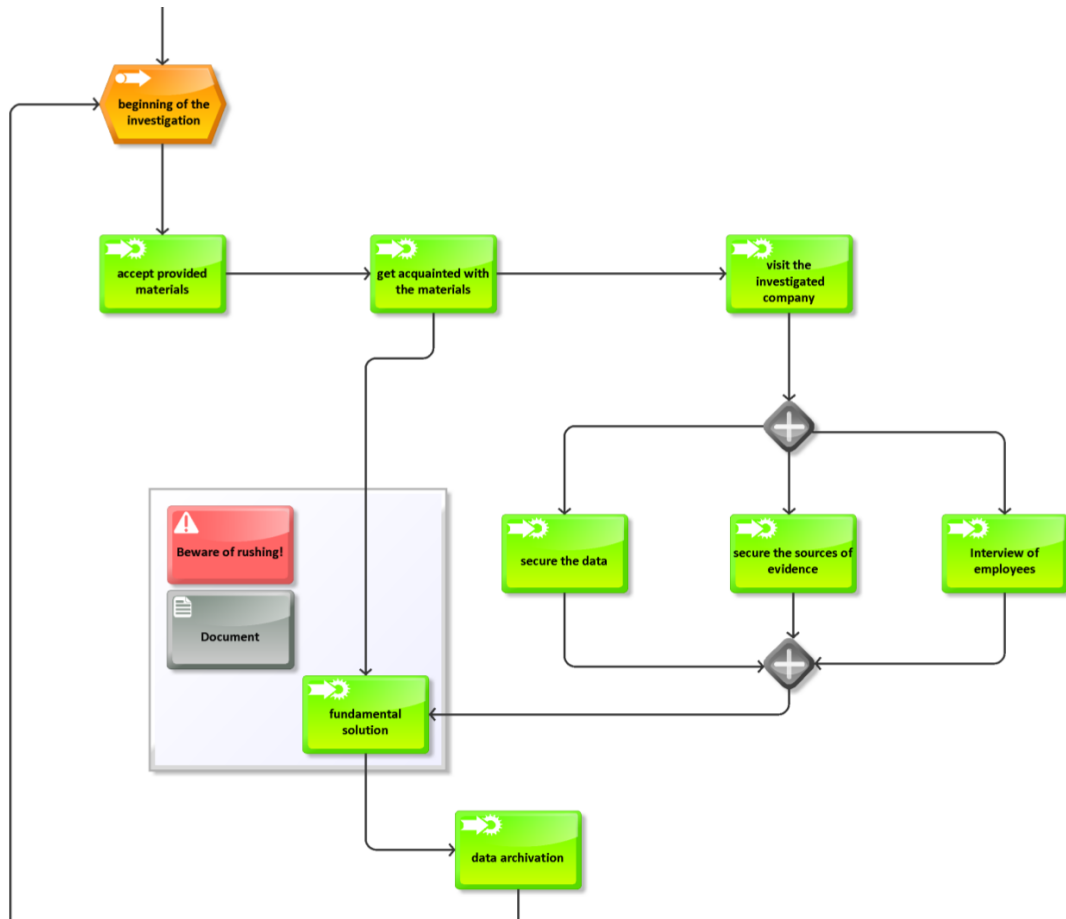 beginning of the
investigation
accept provided
materials
get acquainted with
the materials
visit the
investigated
company
secure the data
secure the sources of
evidence
Interview of
employees
Beware of rushing!
Document
fundamental
solution
data archivation